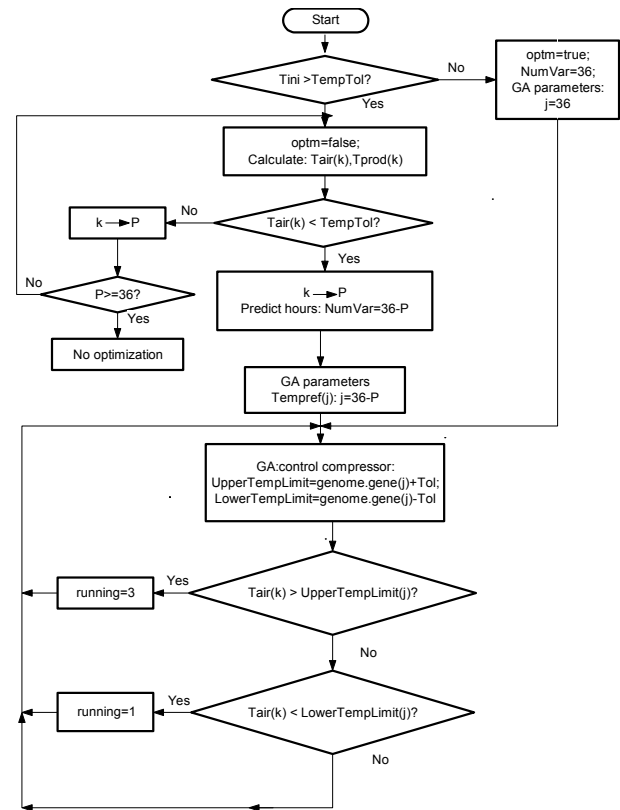 Start
Tini >TempTol?
No
optm=true;
NumVar=36;
GA parameters:
j=36
Yes
optm=false;
Calculate: Tair(k),Tprod(k)
Tair(k) < TempTol?
No
k → P
Yes
No
P>=36?
k → P
Predict hours: NumVar=36-P
Yes
No optimization
GA parameters
Tempref(j): j=36-P
GA:control compressor:
UpperTempLimit=genome.gene(j)+Tol;
LowerTempLimit=genome.gene(j)-Tol
Tair(k) > UpperTempLimit(j)?
Yes
running=3
No
Tair(k) < LowerTempLimit(j)?
Yes
running=1
No